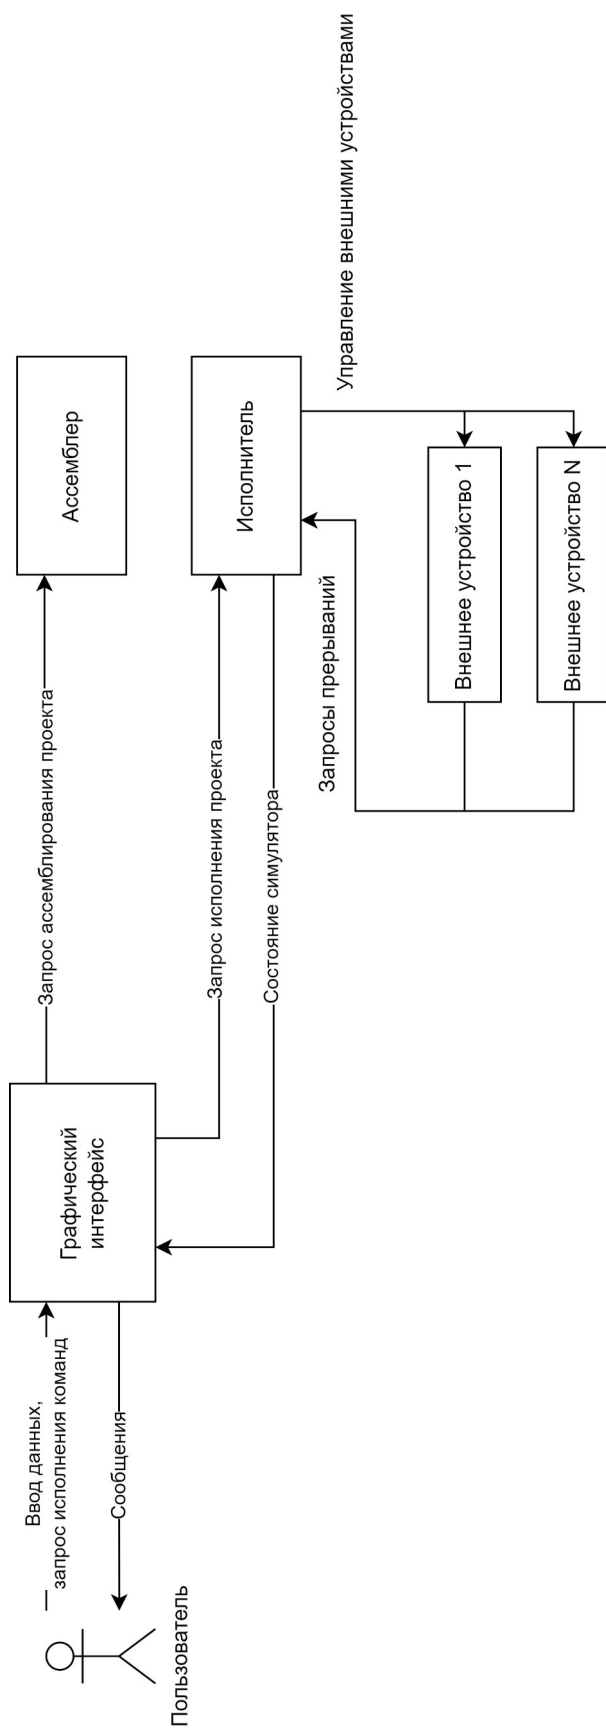 Пользователь
Ввод данных,
запрос исполнения команд
Сообщения
Графический
интерфейс
Запрос ассемблирования проекта
Запрос исполнения проекта
Состояние симулятора
Ассемблер
Исполнитель
Запросы прерываний
Управление внешними устройствами
Внешнее устройство 1
Внешнее устройство N